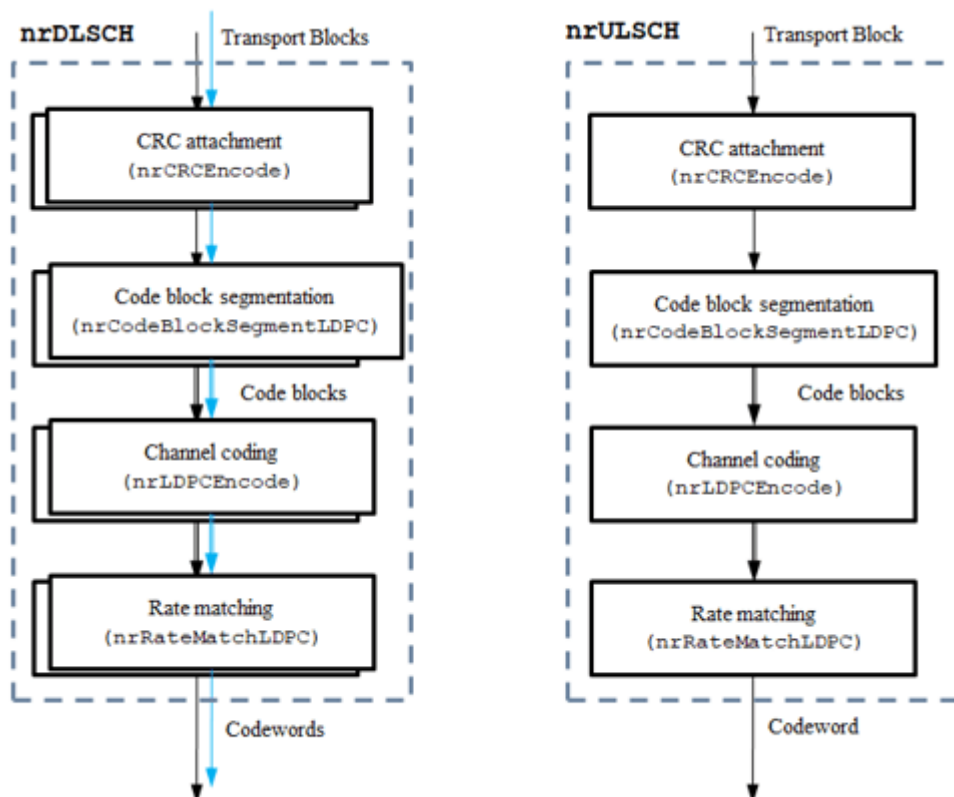 nrDLSCH
Transport Blocks
CRC attachment
(nrCRCEncode)
Code block segmentation
(nrCodeBlockSegmentLDPC)
Code blocks
Channel coding
(nrLDPCEncode)
Rate matching
(nrRateMatchLDPC)
Codewords
nrULSCH
Transport Block
CRC attachment
(nrCRCEncode)
Code block segmentation
(nrCodeBlockSegmentLDPC)
Code blocks
Channel coding
(nrLDPCEncode)
Rate matching
(nrRateMatchLDPC)
Codeword